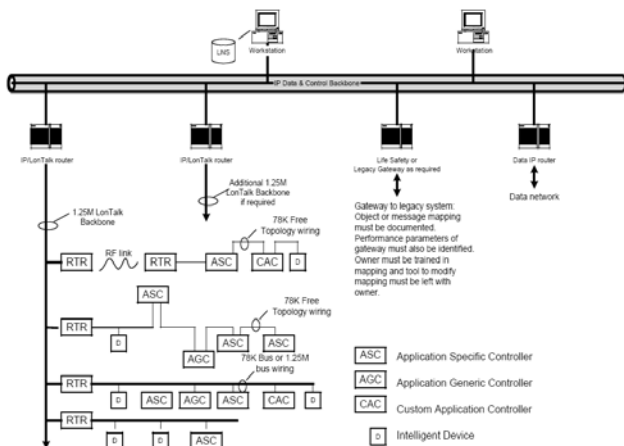 LNS
Workstation
Workstation
IP Data & Control Backbone
IP/LonTalk router
IP/LonTalk router
Life Safety or
Legacy Gateway as required
Data IP router
Additional 1.25M
LonTalk Backbone
if required
Data network
1.25M LonTalk
Backbone
Gateway to legacy system:
Object or message mapping
must be documented.
Performance parameters of
gateway must also be identified.
Owner must be trained in
mapping and tool to modify
mapping must be left with
owner.
78K Free
Topology wiring
RF link
RTR
RTR
ASC
CAC
D
ASC
78K Free
Topology wiring
RTR
D
AGC
ASC
ASC
78K Bus or 1.25M
bus wiring
RTR
D
ASC
AGC
ASC
CAC
D
RTR
D
D
ASC
ASC Application Specific Controller
AGC Application Generic Controller
CAC Custom Application Controller
D Intelligent Device